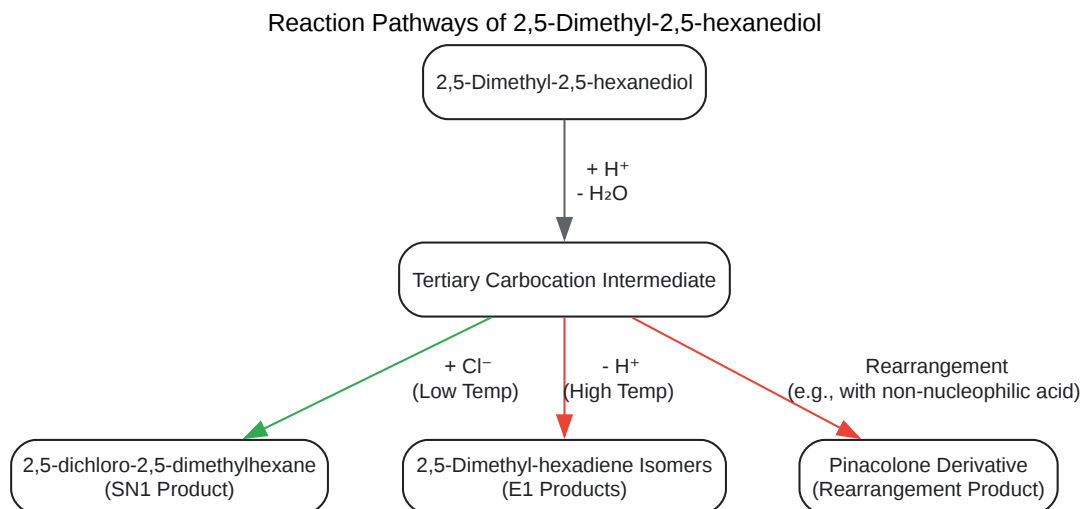 Reaction Pathways of 2,5-Dimethyl-2,5-hexanediol
2,5-Dimethyl-2,5-hexanediol
+ H⁺
- H₂O
Tertiary Carbocation Intermediate
+ Cl⁻
(Low Temp)
- H⁺
(High Temp)
Rearrangement
(e.g., with non-nucleophilic acid)
2,5-dichloro-2,5-dimethylhexane
(SN1 Product)
2,5-Dimethyl-hexadiene Isomers
(E1 Products)
Pinacolone Derivative
(Rearrangement Product)